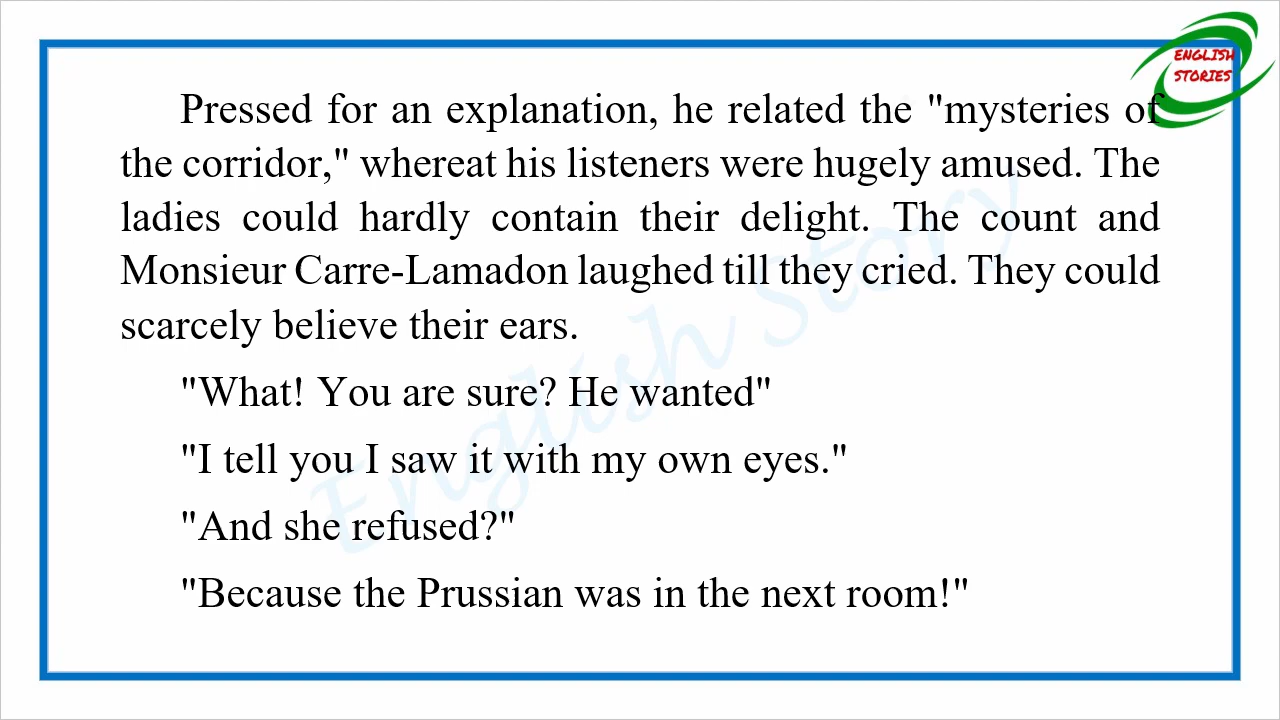 ENGLISH
STORIES
Pressed for an explanation, he related the "mysteries of
the corridor," whereat his listeners were hugely amused. The
ladies could hardly contain their delight. The count and
Monsieur Carre-Lamadon laughed till they cried. They could
scarcely believe their ears.
"What! You are sure? He wanted"
"I tell you I saw it with my own eyes."
"And she refused?"
"Because the Prussian was in the next room!"
English Story